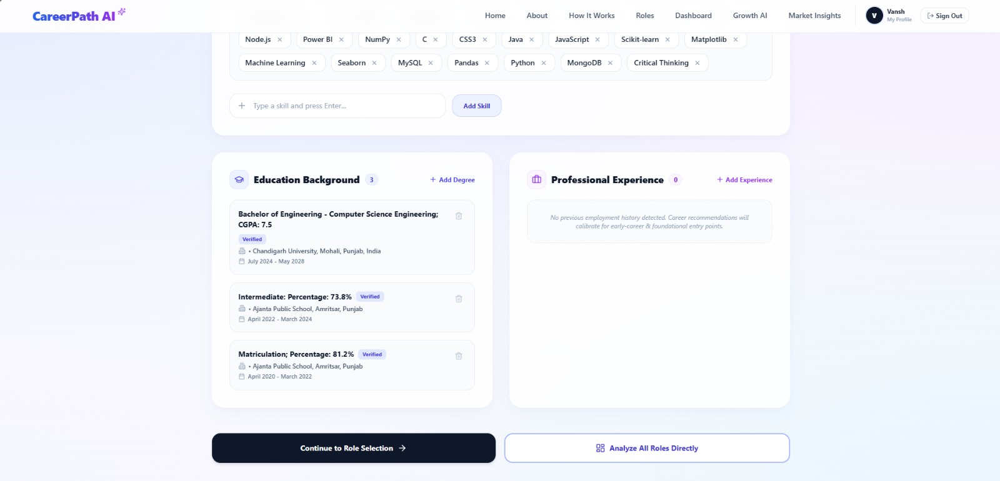 CareerPath AI
Home About How It Works Roles Dashboard Growth AI Market Insights
V Vansh
My Profile
Sign Out
Node.js × Power BI × NumPy × C × CSS3 × Java × JavaScript × Scikit-learn × Matplotlib ×
Machine Learning × Seaborn × MySQL × Pandas × Python × MongoDB × Critical Thinking ×
+ Type a skill and press Enter... Add Skill
Education Background 3 + Add Degree
Bachelor of Engineering - Computer Science Engineering;
CGPA: 7.5
Verified
• Chandigarh University, Mohali, Punjab, India
July 2024 - May 2028
Intermediate: Percentage: 73.8% Verified
• Ajanta Public School, Amritsar, Punjab
April 2022 - March 2024
Matriculation; Percentage: 81.2% Verified
• Ajanta Public School, Amritsar, Punjab
April 2020 - March 2022
Professional Experience 0 + Add Experience
No previous employment history detected. Career recommendations will
calibrate for early-career & foundational entry points.
Continue to Role Selection →
Analyze All Roles Directly